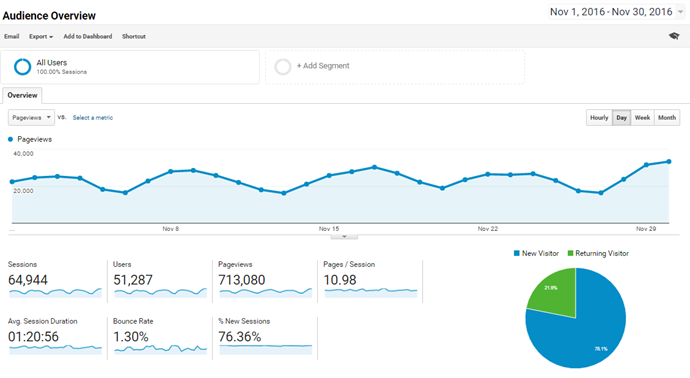 Audience Overview
Nov 1, 2016 - Nov 30, 2016
Email Export Add to Dashboard Shortcut
All Users
100.00% Sessions
+ Add Segment
Overview
Pageviews VS. Select a metric
Hourly Day Week Month
Pageviews
40,000
20,000
... Nov 8 Nov 15 Nov 22 Nov 29
Sessions
64,944
Users
51,287
Pageviews
713,080
Pages / Session
10.98
Avg. Session Duration
01:20:56
Bounce Rate
1.30%
% New Sessions
76.36%
New Visitor Returning Visitor
21.9%
78.1%